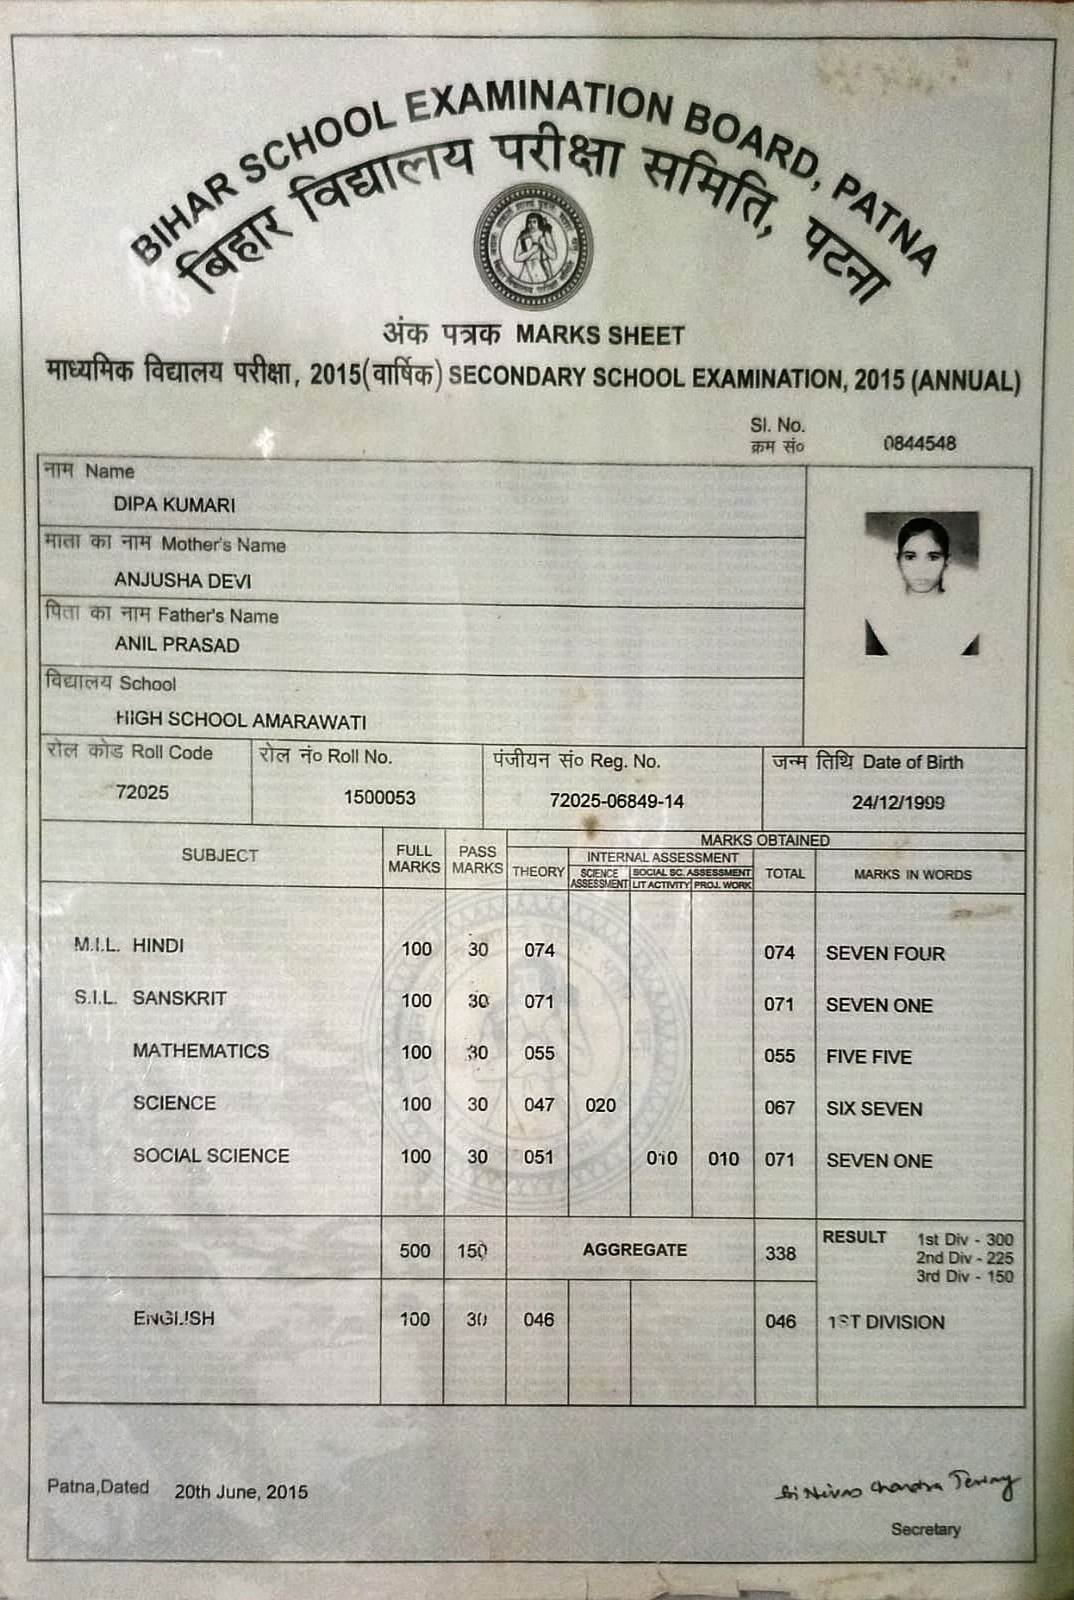 BIHAR SCHOOL EXAMINATION BOARD, PATNA
बिहार विद्यालय परीक्षा समिति, पटना
अंक पत्रक MARKS SHEET
माध्यमिक विद्यालय परीक्षा, 2015(वार्षिक) SECONDARY SCHOOL EXAMINATION, 2015 (ANNUAL)
Sl. No.
क्रम सं० 0844548
नाम Name
DIPA KUMARI
माता का नाम Mother's Name
ANJUSHA DEVI
पिता का नाम Father's Name
ANIL PRASAD
विद्यालय School
HIGH SCHOOL AMARAWATI
रोल कोड Roll Code रोल नं० Roll No. पंजीयन सं० Reg. No. जन्म तिथि Date of Birth
72025 1500053 72025-06849-14 24/12/1999
SUBJECT FULL MARKS PASS MARKS MARKS OBTAINED
THEORY INTERNAL ASSESSMENT TOTAL MARKS IN WORDS
SCIENCE ASSESSMENT SOCIAL SC. ASSESSMENT
LIT ACTIVITY PROJ. WORK
M.I.L. HINDI 100 30 074 074 SEVEN FOUR
S.I.L. SANSKRIT 100 30 071 071 SEVEN ONE
MATHEMATICS 100 30 055 055 FIVE FIVE
SCIENCE 100 30 047 020 067 SIX SEVEN
SOCIAL SCIENCE 100 30 051 010 010 071 SEVEN ONE
500 150 AGGREGATE 338 RESULT 1st Div - 300
2nd Div - 225
3rd Div - 150
ENGLISH 100 30 046 046 1ST DIVISION
Patna,Dated 20th June, 2015
Secretary